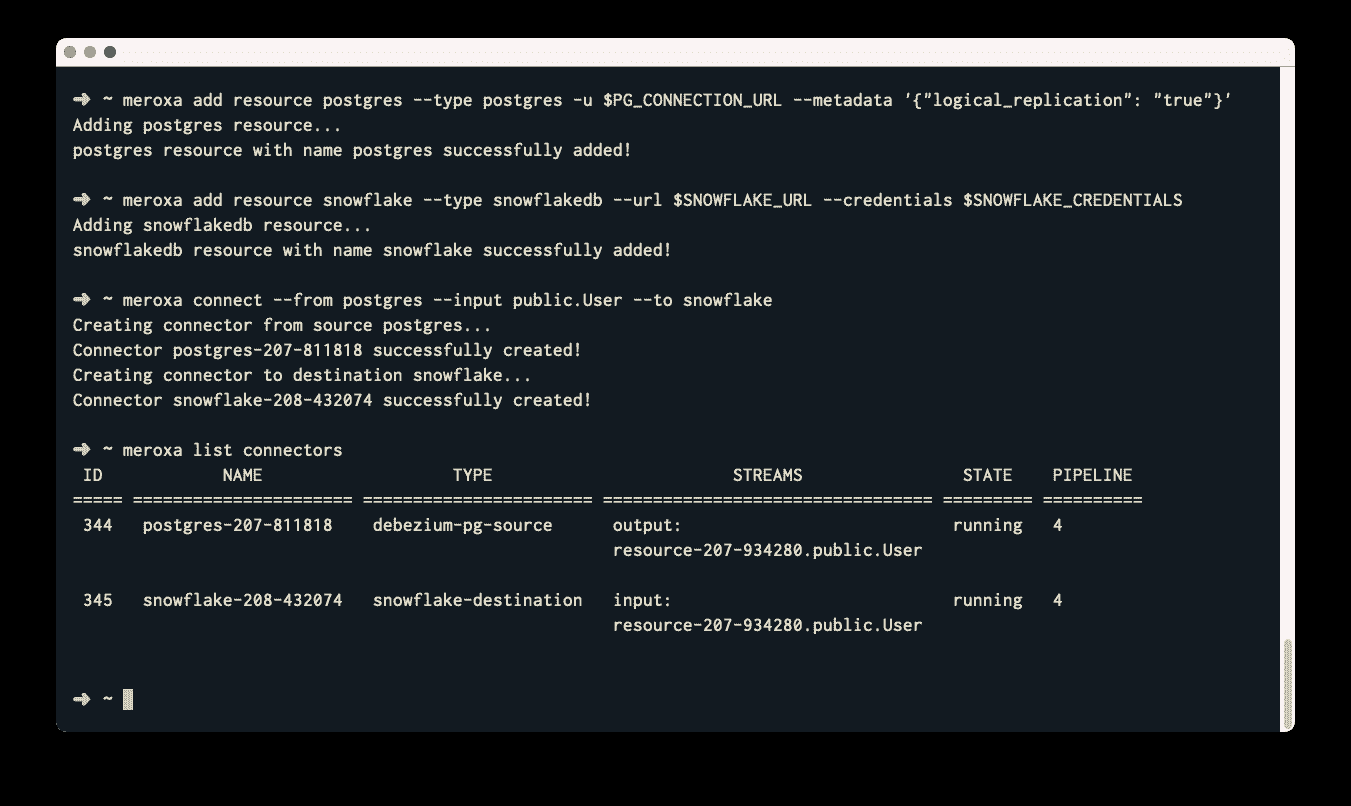 ➜ ~ meroxa add resource postgres --type postgres -u $PG_CONNECTION_URL --metadata '{"logical_replication": "true"}'
Adding postgres resource...
postgres resource with name postgres successfully added!
➜ ~ meroxa add resource snowflake --type snowflakedb --url $SNOWFLAKE_URL --credentials $SNOWFLAKE_CREDENTIALS
Adding snowflakedb resource...
snowflakedb resource with name snowflake successfully added!
➜ ~ meroxa connect --from postgres --input public.User --to snowflake
Creating connector from source postgres...
Connector postgres-207-811818 successfully created!
Creating connector to destination snowflake...
Connector snowflake-208-432074 successfully created!
➜ ~ meroxa list connectors
ID NAME TYPE STREAMS STATE PIPELINE
===== ====================== ======================= ================================= ========= ==========
344 postgres-207-811818 debezium-pg-source output: running 4
resource-207-934280.public.User
345 snowflake-208-432074 snowflake-destination input: running 4
resource-207-934280.public.User
➜ ~